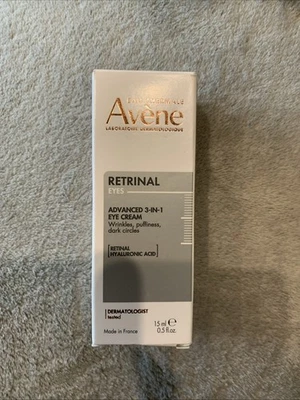 Avène
LABORATOIRE DERMATOLOGIQUE
RETRINAL
EYES
ADVANCED 3-IN-1
EYE CREAM
Wrinkles, puffiness,
dark circles
RETINAL
HYALURONIC ACID
DERMATOLOGIST
tested
15 ml e
Made in France
0.5 fl.oz.